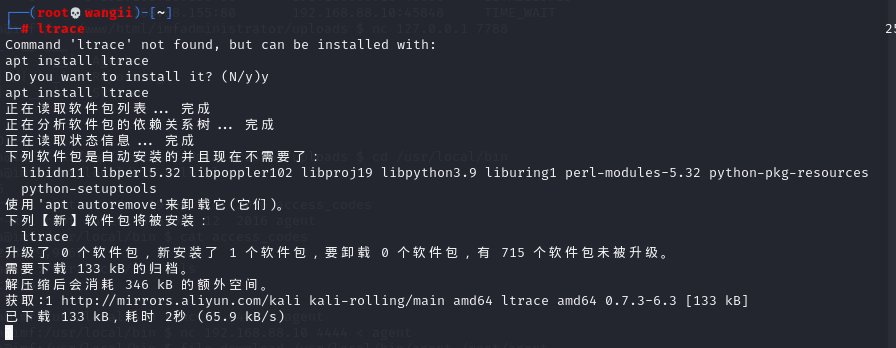 ┌──(root💀wangii)-[~]
└─# ltrace
Command 'ltrace' not found, but can be installed with:
apt install ltrace
Do you want to install it? (N/y)y
apt install ltrace
正在读取软件包列表... 完成
正在分析软件包的依赖关系树... 完成
正在读取状态信息... 完成
下列软件包是自动安装的并且现在不需要了：
libidn11 libperl5.32 libpoppler102 libproj19 libpython3.9 liburing1 perl-modules-5.32 python-pkg-resources
python-setuptools
使用'apt autoremove'来卸载它(它们)。
下列【新】软件包将被安装：
ltrace
升级了 0 个软件包，新安装了 1 个软件包，要卸载 0 个软件包，有 715 个软件包未被升级。
需要下载 133 kB 的归档。
解压缩后会消耗 346 kB 的额外空间。
获取:1 http://mirrors.aliyun.com/kali kali-rolling/main amd64 ltrace amd64 0.7.3-6.3 [133 kB]
已下载 133 kB，耗时 2秒 (65.9 kB/s)